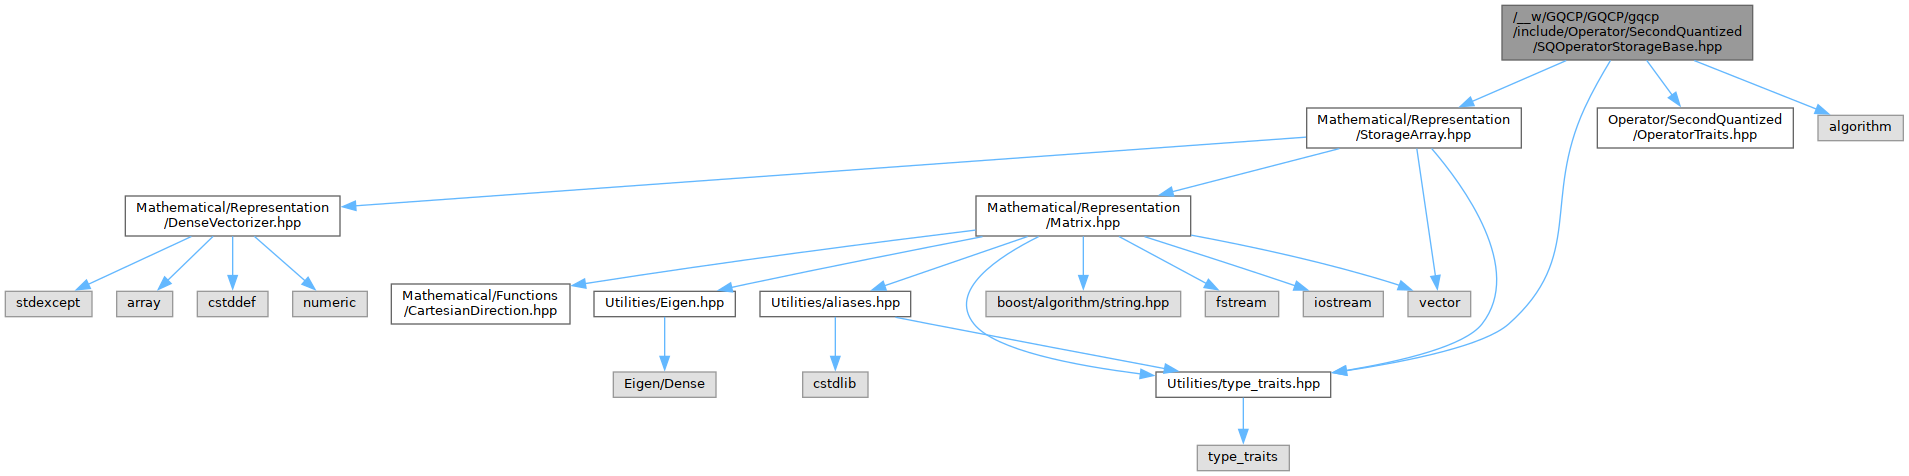 /__w/GQCP/GQCP/gqcp
/include/Operator/SecondQuantized
/SQOperatorStorageBase.hpp
Mathematical/Representation
/StorageArray.hpp
Operator/SecondQuantized
/OperatorTraits.hpp
algorithm
Mathematical/Representation
/DenseVectorizer.hpp
Mathematical/Representation
/Matrix.hpp
stdexcept
array
cstddef
numeric
Mathematical/Functions
/CartesianDirection.hpp
Utilities/Eigen.hpp
Utilities/aliases.hpp
boost/algorithm/string.hpp
fstream
iostream
vector
Eigen/Dense
cstdlib
Utilities/type_traits.hpp
type_traits